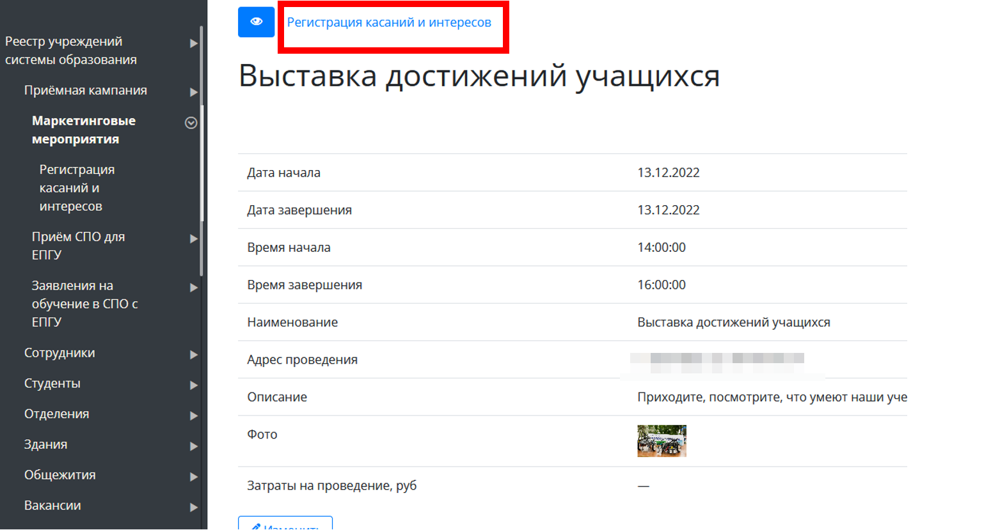 Реестр учреждений
системы образования
Приёмная кампания
Маркетинговые
мероприятия
Регистрация
касаний и
интересов
Приём СПО для
ЕПГУ
Заявления на
обучение в СПО с
ЕПГУ
Сотрудники
Студенты
Отделения
Здания
Общежития
Вакансии
Регистрация касаний и интересов
Выставка достижений учащихся
Дата начала 13.12.2022
Дата завершения 13.12.2022
Время начала 14:00:00
Время завершения 16:00:00
Наименование Выставка достижений учащихся
Адрес проведения
Описание Приходите, посмотрите, что умеют наши уче
Фото
Затраты на проведение, руб —
Изменить